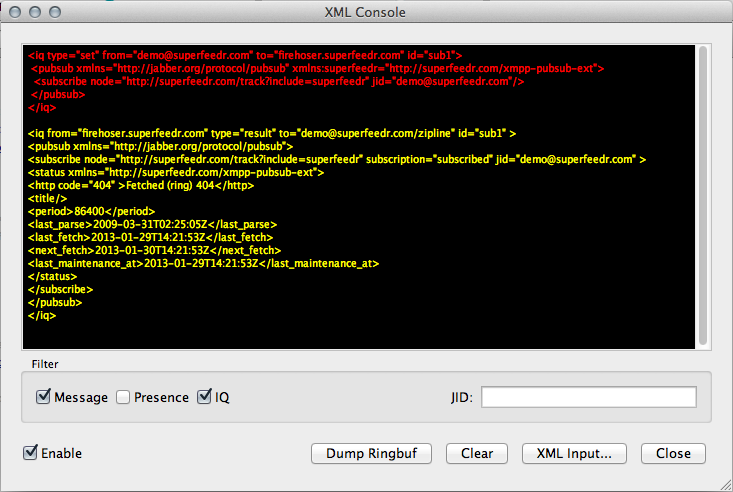 XML Console
<iq type="set" from="demo@superfeedr.com" to="firehoser.superfeedr.com" id="sub1">
<pubsub xmlns="http://jabber.org/protocol/pubsub" xmlns:superfeedr="http://superfeedr.com/xmpp-pubsub-ext">
<subscribe node="http://superfeedr.com/track?include=superfeedr" jid="demo@superfeedr.com"/>
</pubsub>
</iq>
<iq from="firehoser.superfeedr.com" type="result" to="demo@superfeedr.com/zipline" id="sub1" >
<pubsub xmlns="http://jabber.org/protocol/pubsub">
<subscribe node="http://superfeedr.com/track?include=superfeedr" subscription="subscribed" jid="demo@superfeedr.com" >
<status xmlns="http://superfeedr.com/xmpp-pubsub-ext">
<http code="404" >Fetched (ring) 404</http>
<title/>
<period>86400</period>
<last_parse>2009-03-31T02:25:05Z</last_parse>
<last_fetch>2013-01-29T14:21:53Z</last_fetch>
<next_fetch>2013-01-30T14:21:53Z</next_fetch>
<last_maintenance_at>2013-01-29T14:21:53Z</last_maintenance_at>
</status>
</subscribe>
</pubsub>
</iq>
Filter
Message Presence IQ JID:
Enable Dump Ringbuf Clear XML Input... Close